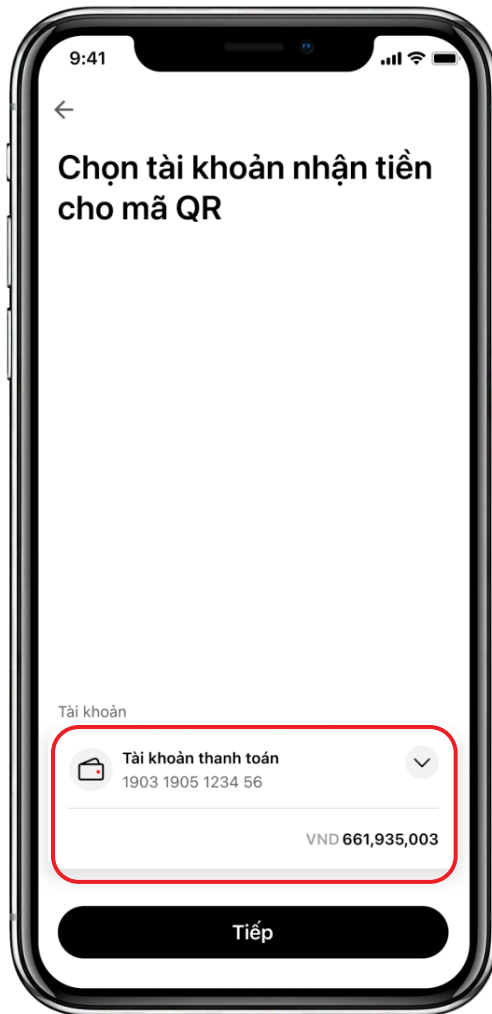 9:41
Chọn tài khoản nhận tiền
cho mã QR
Tài khoản
Tài khoản thanh toán
1903 1905 1234 56
VND 661,935,003
Tiếp